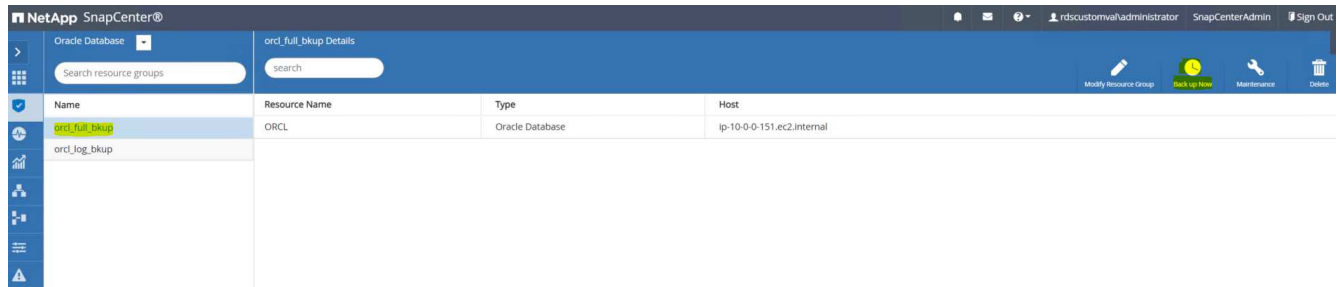 NetApp SnapCenter®
rdscustomval\administrator SnapCenterAdmin Sign Out
Oracle Database
orcl_full_bkup Details
Search resource groups
search
Modify Resource Group Back up Now Maintenance Delete
Name
Resource Name Type Host
orcl_full_bkup
ORCL Oracle Database ip-10-0-0-151.ec2.internal
orcl_log_bkup